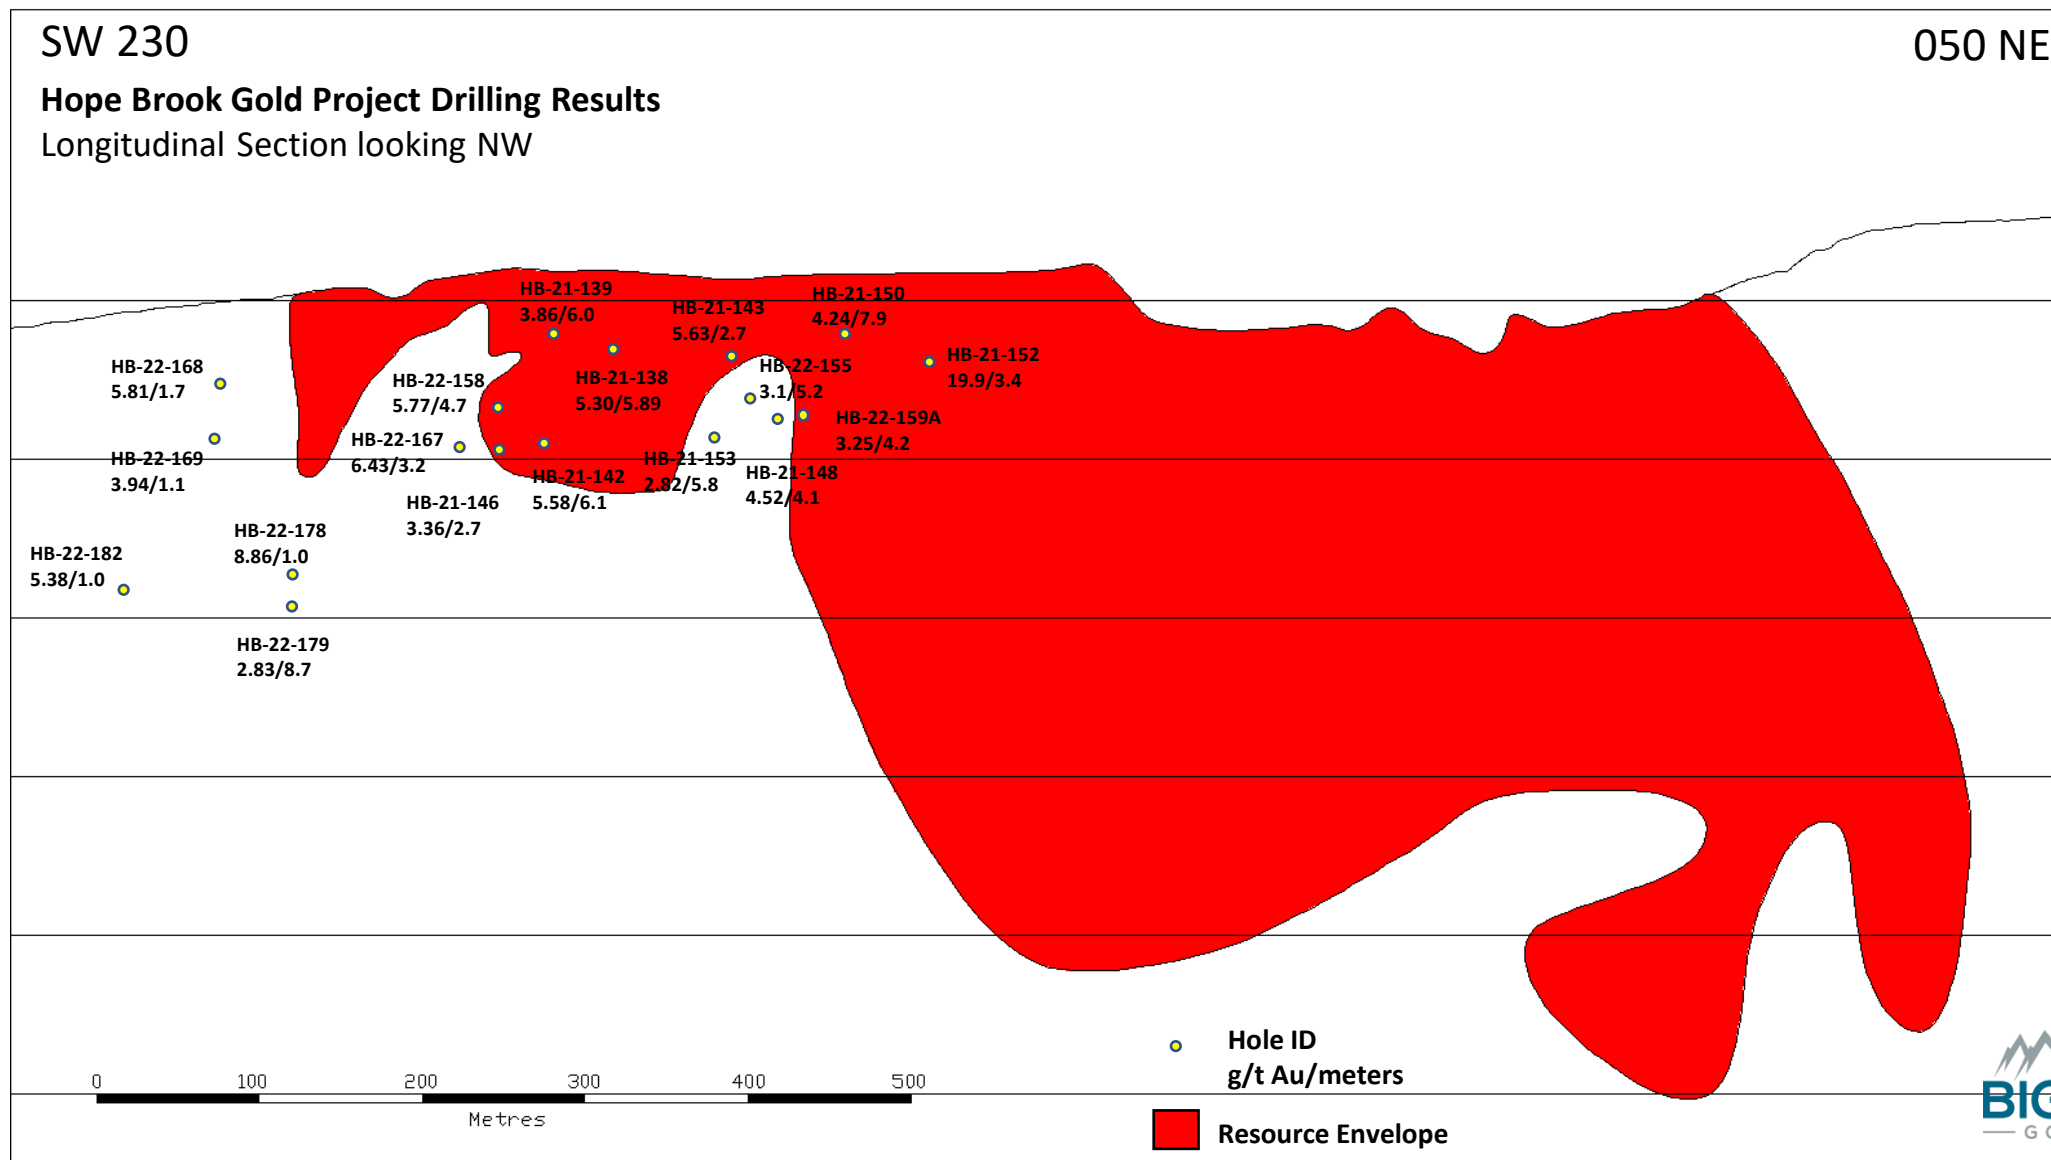 SW 230
050 NE
Hope Brook Gold Project Drilling Results
Longitudinal Section looking NW
HB-21-139
3.86/6.0
HB-21-143
5.63/2.7
HB-21-150
4.24/7.9
HB-22-168
5.81/1.7
HB-22-158
5.77/4.7
HB-21-138
5.30/5.89
HB-22-155
3.1/5.2
HB-21-152
19.9/3.4
HB-22-159A
3.25/4.2
HB-22-169
3.94/1.1
HB-22-167
6.43/3.2
HB-21-153
2.82/5.8
HB-21-148
4.52/4.1
HB-21-142
5.58/6.1
HB-21-146
3.36/2.7
HB-22-178
8.86/1.0
HB-22-182
5.38/1.0
HB-22-179
2.83/8.7
Hole ID
g/t Au/meters
0 100 200 300 400 500
Metres
Resource Envelope
BIG